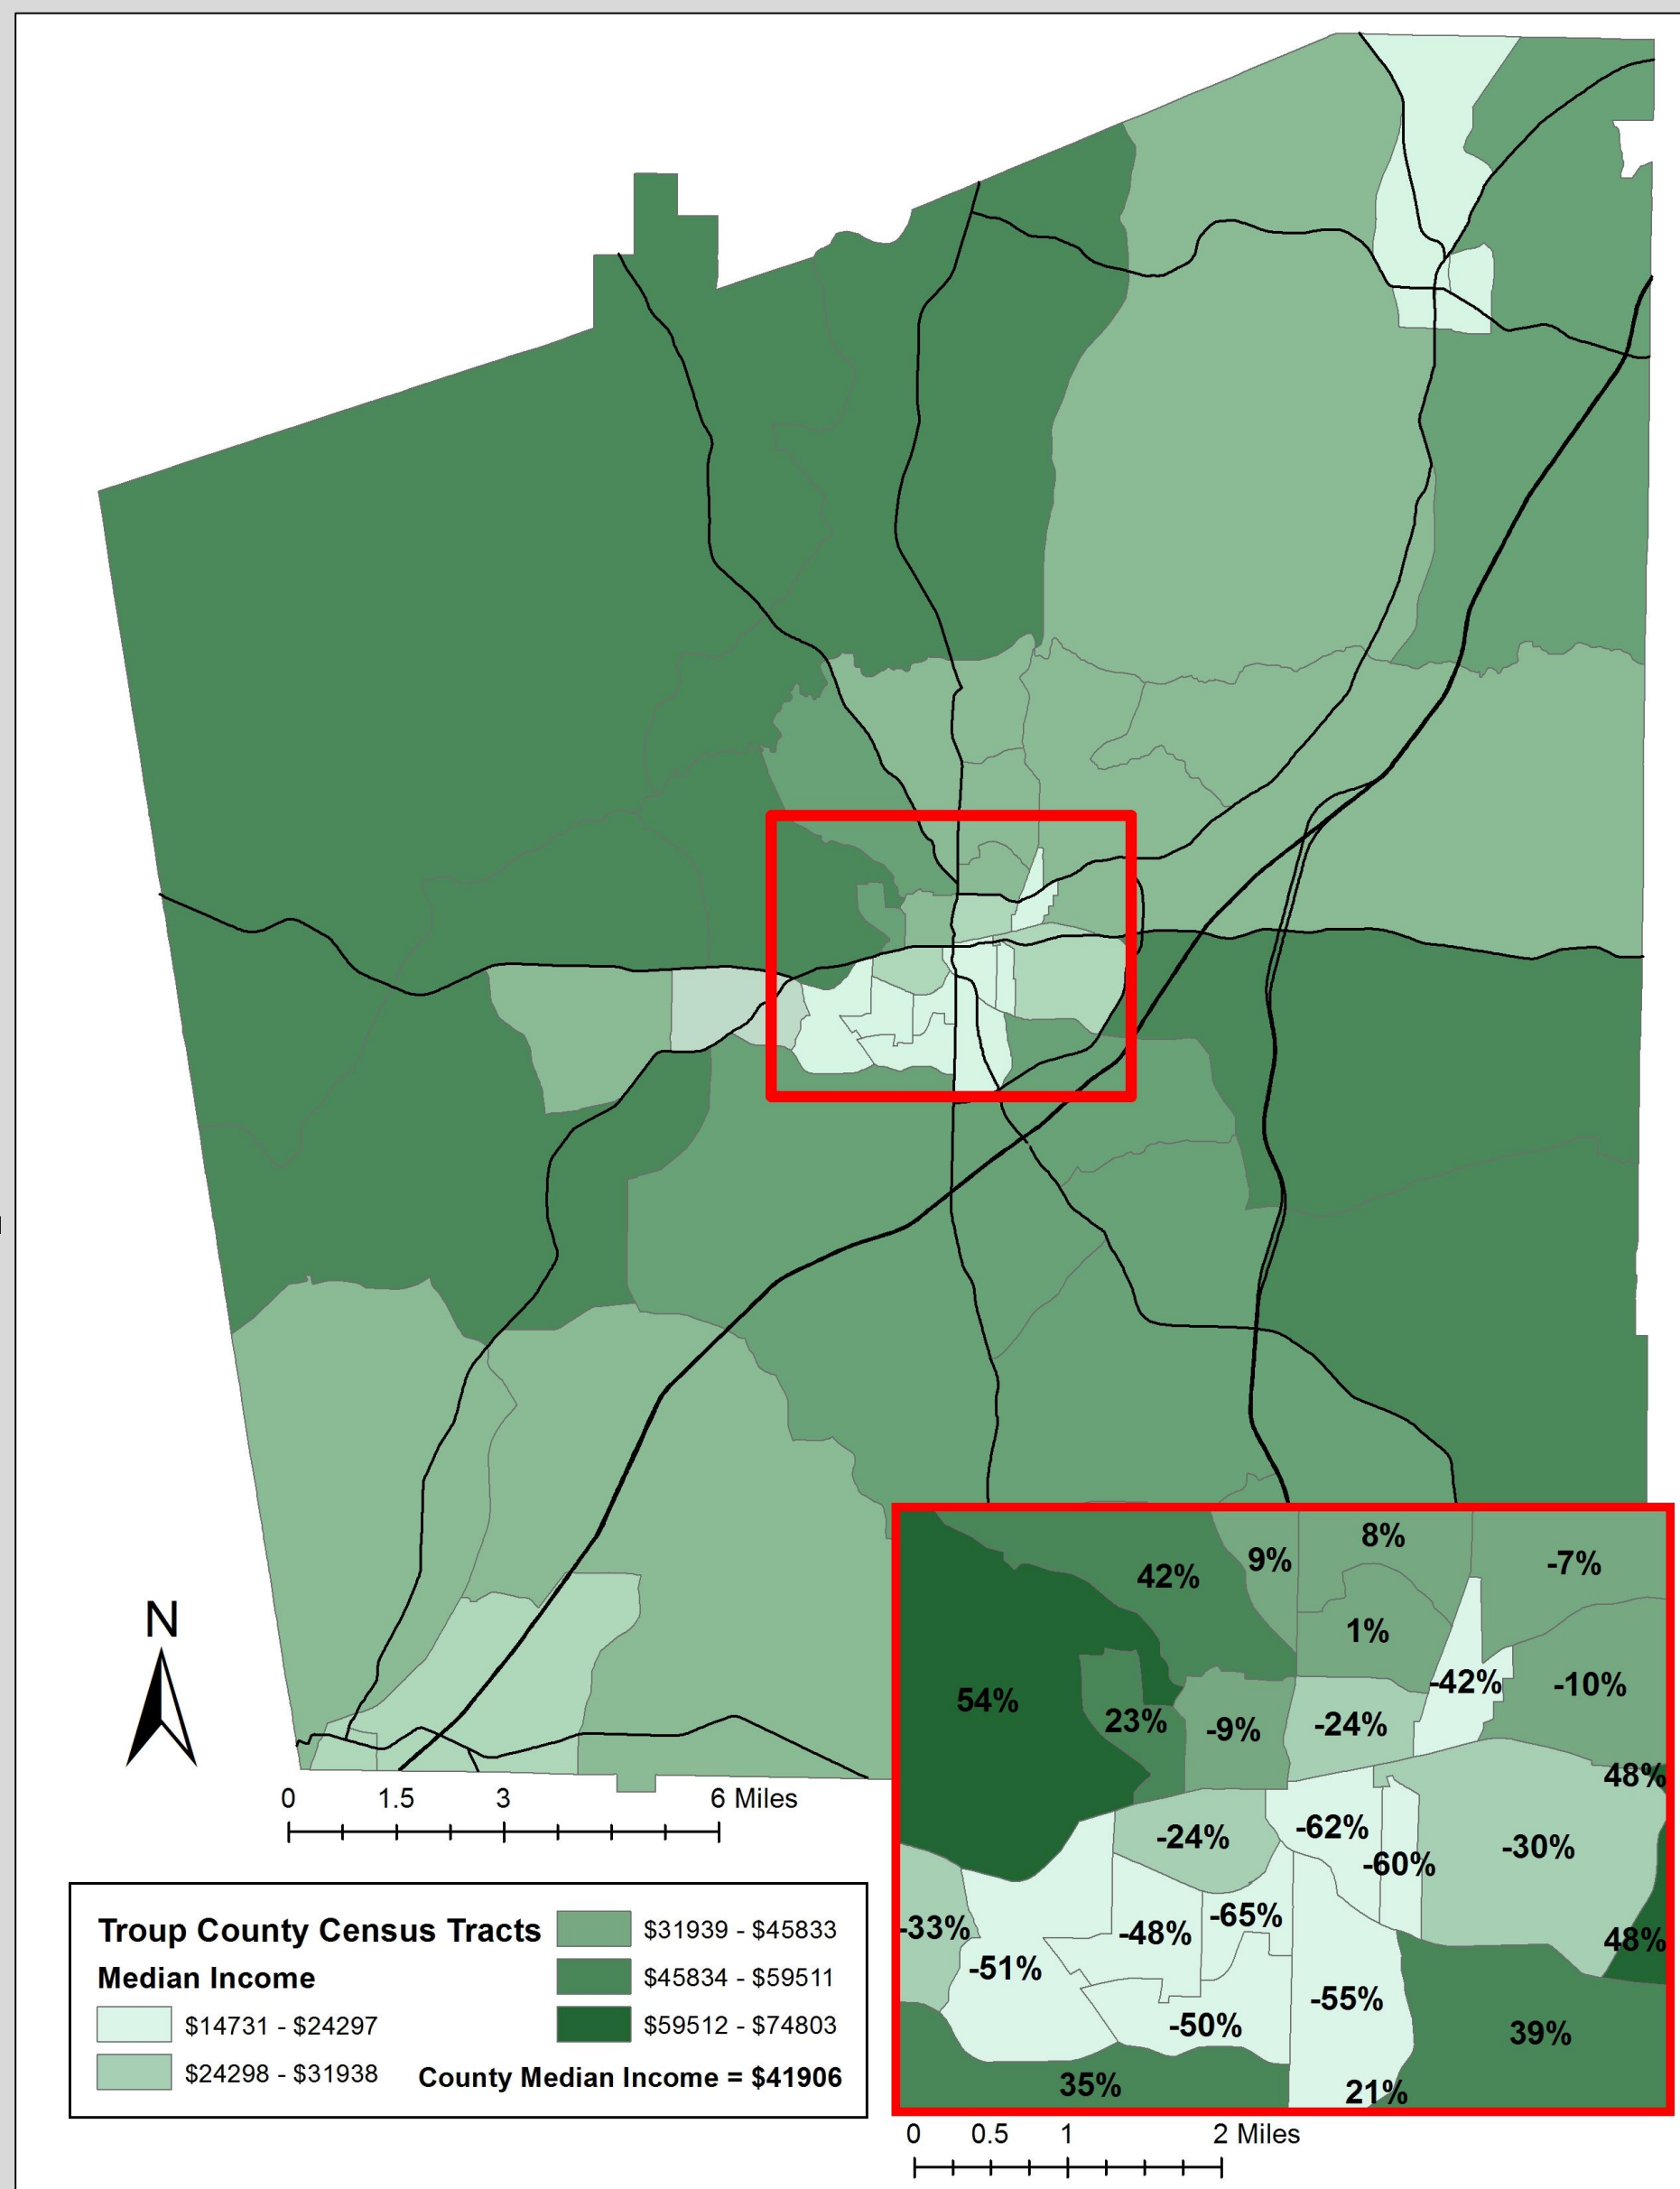 8%
9%
42%
-7%
1%
-42%
-10%
54%
23%
-9%
-24%
48%
-62%
-24%
-30%
-60%
-65%
-33%
-48%
48%
-51%
-55%
-50%
39%
35%
21%
N
0 1.5 3 6 Miles
Troup County Census Tracts
Median Income
$14731 - $24297
$24298 - $31938
$31939 - $45833
$45834 - $59511
$59512 - $74803
County Median Income = $41906
0 0.5 1 2 Miles